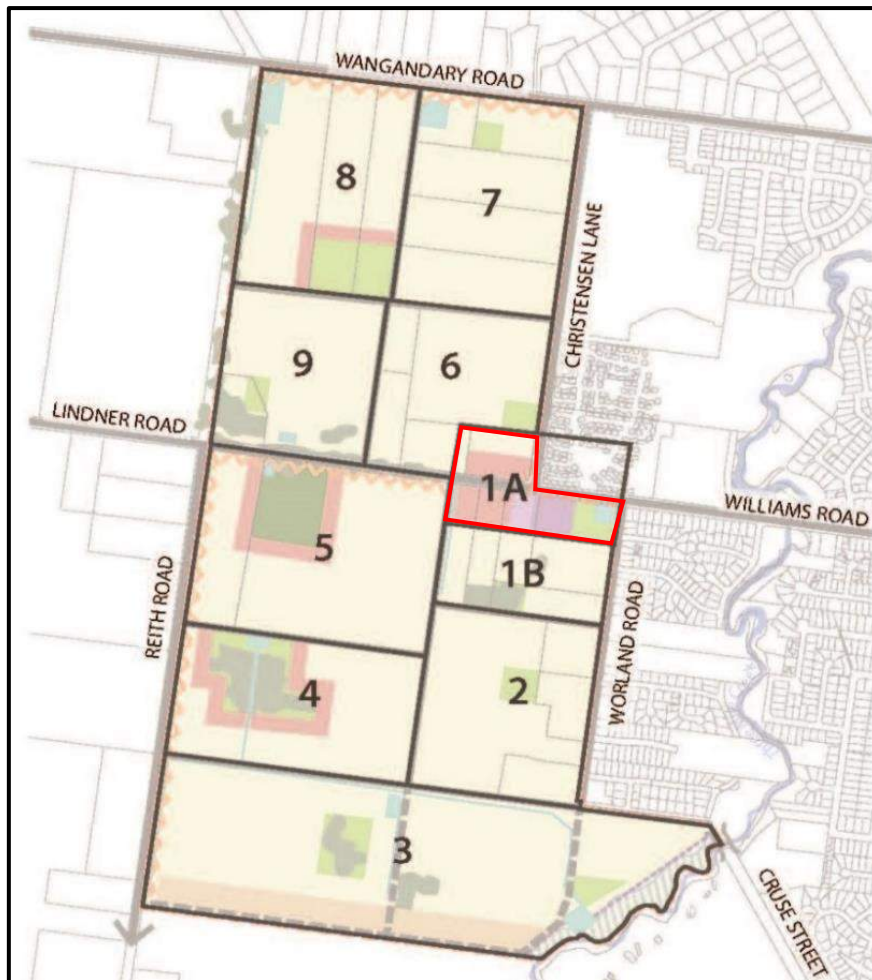 WANGANDARY ROAD
8
7
CHRISTENSEN LANE
9
6
LINDNER ROAD
1A
WILLIAMS ROAD
5
1B
REITH ROAD
WORLAND ROAD
4
2
3
CRUSE STREET